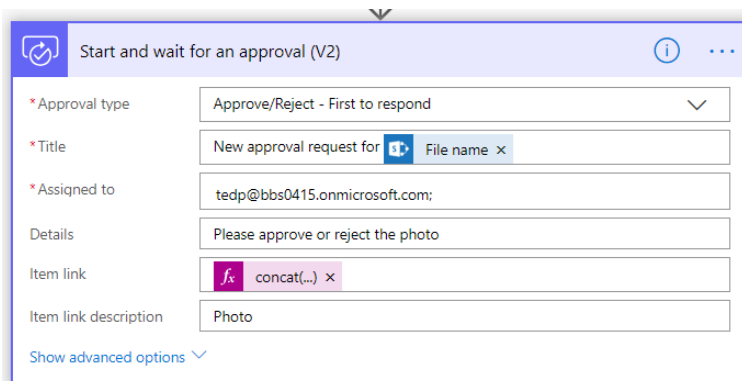 Start and wait for an approval (V2)
*Approval type Approve/Reject - First to respond
*Title New approval request for File name ×
*Assigned to tedp@bbs0415.onmicrosoft.com;
Details Please approve or reject the photo
Item link fx concat(...) ×
Item link description Photo
Show advanced options